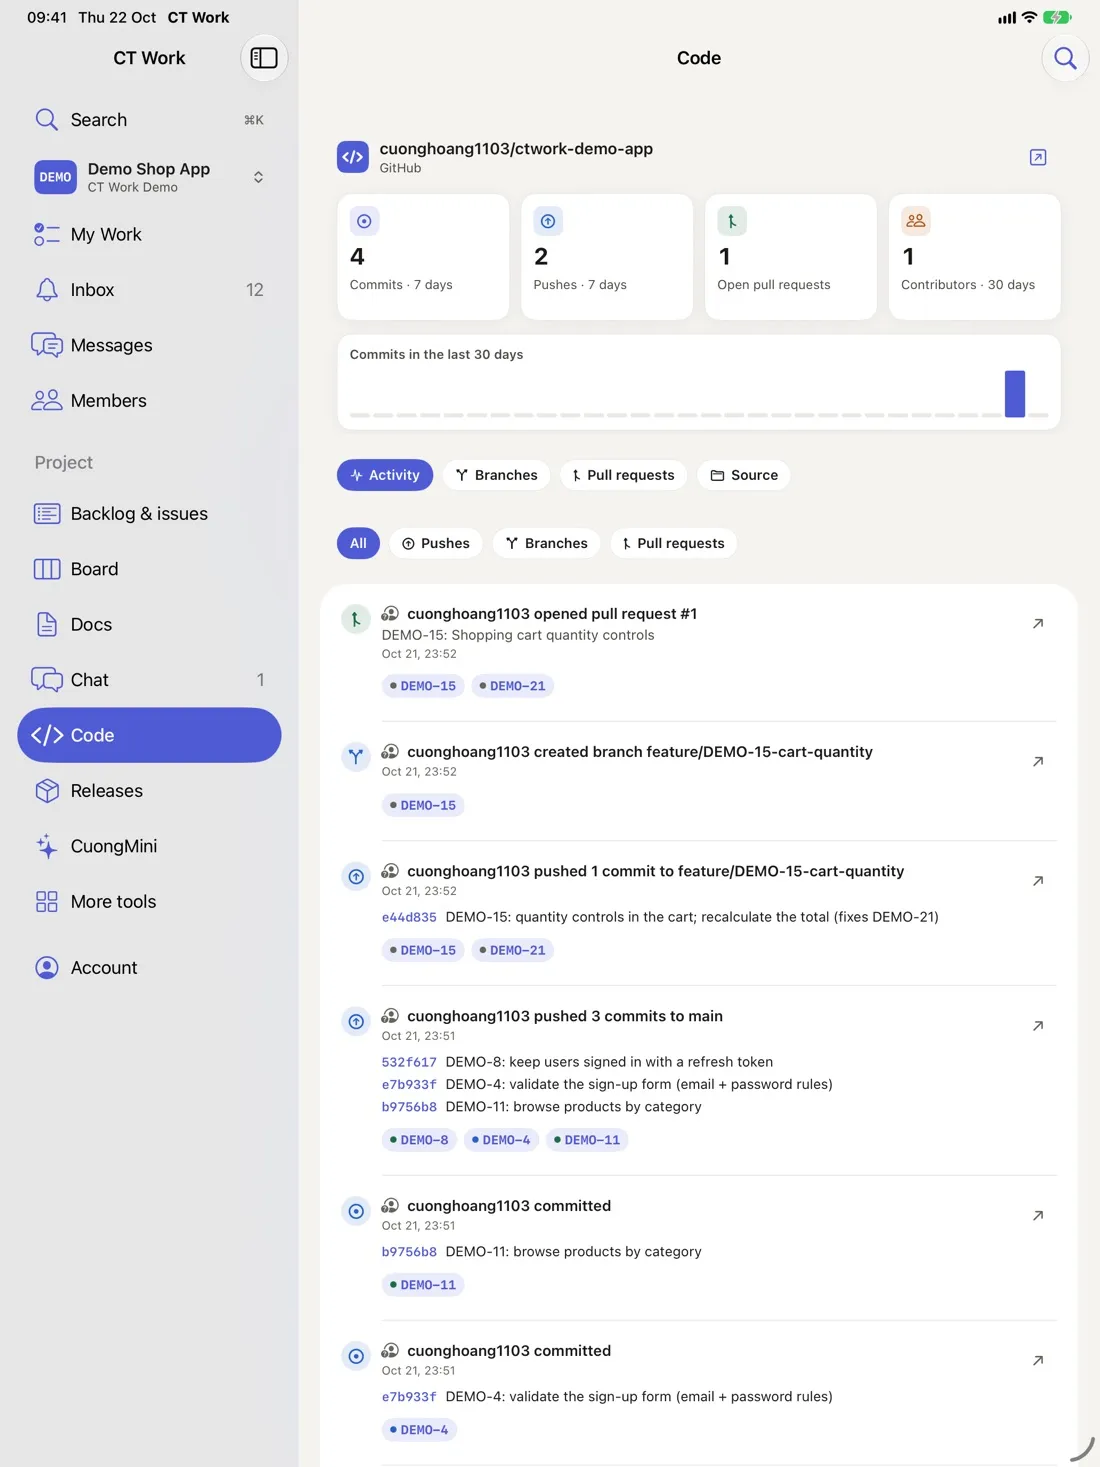 09:41 Thu 22 Oct CT Work
CT Work
Code
Search ⌘K
DEMO
Demo Shop App
CT Work Demo
My Work
Inbox 12
Messages
Members
Project
Backlog & issues
Board
Docs
Chat 1
Code
Releases
CuongMini
More tools
Account
cuonghoang1103/ctwork-demo-app
GitHub
4
Commits · 7 days
2
Pushes · 7 days
1
Open pull requests
1
Contributors · 30 days
Commits in the last 30 days
Activity Branches Pull requests Source
All Pushes Branches Pull requests
cuonghoang1103 opened pull request #1
DEMO-15: Shopping cart quantity controls
Oct 21, 23:52
DEMO-15 DEMO-21
cuonghoang1103 created branch feature/DEMO-15-cart-quantity
Oct 21, 23:52
DEMO-15
cuonghoang1103 pushed 1 commit to feature/DEMO-15-cart-quantity
Oct 21, 23:52
e44d835 DEMO-15: quantity controls in the cart; recalculate the total (fixes DEMO-21)
DEMO-15 DEMO-21
cuonghoang1103 pushed 3 commits to main
Oct 21, 23:51
532f617 DEMO-8: keep users signed in with a refresh token
e7b933f DEMO-4: validate the sign-up form (email + password rules)
b9756b8 DEMO-11: browse products by category
DEMO-8 DEMO-4 DEMO-11
cuonghoang1103 committed
Oct 21, 23:51
b9756b8 DEMO-11: browse products by category
DEMO-11
cuonghoang1103 committed
Oct 21, 23:51
e7b933f DEMO-4: validate the sign-up form (email + password rules)
DEMO-4